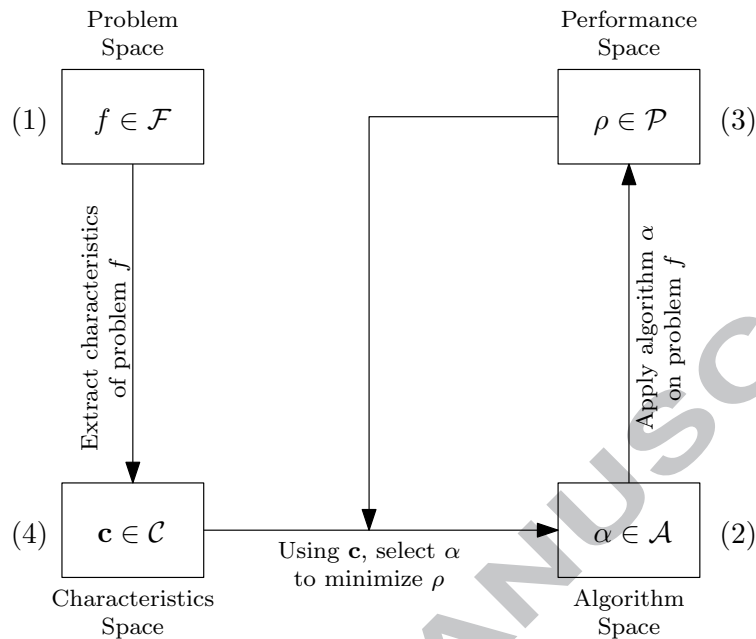 Problem
Space
(1)
f ∈ ℱ
Extract characteristics
of problem f
(4)
𝐜 ∈ 𝒞
Characteristics
Space
Using 𝐜, select α
to minimize ρ
Performance
Space
ρ ∈ 𝒫
(3)
Apply algorithm α
on problem f
α ∈ 𝒜
(2)
Algorithm
Space
ANUSC